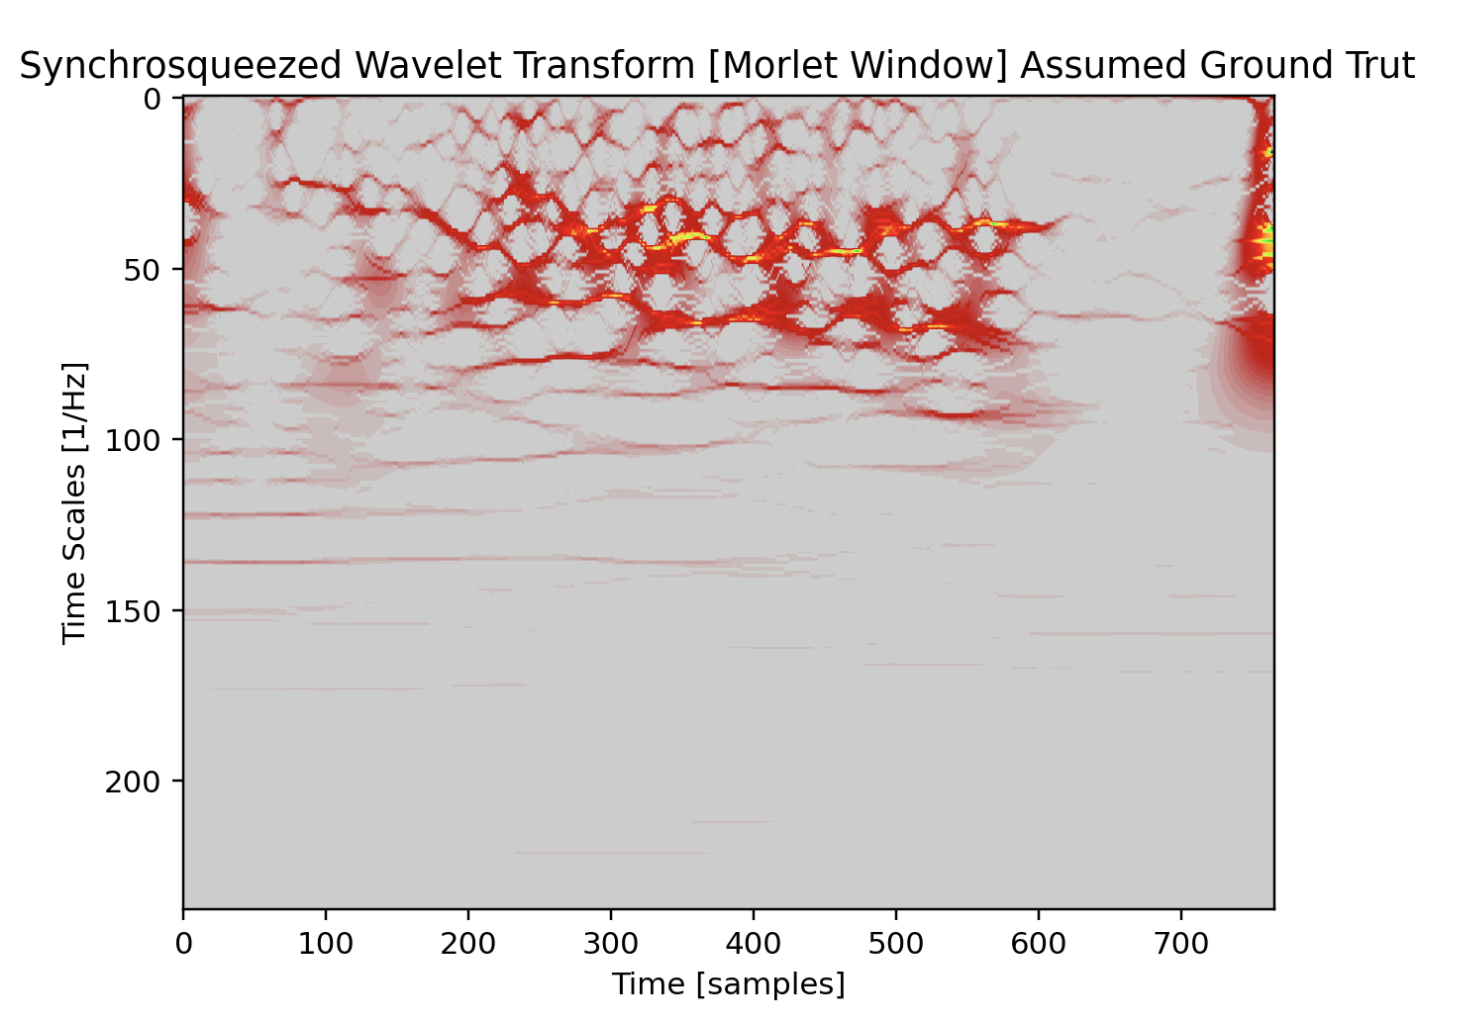 Synchrosqueezed Wavelet Transform [Morlet Window] Assumed Ground Trut
0
50
100
150
200
Time Scales [1/Hz]
0 100 200 300 400 500 600 700
Time [samples]